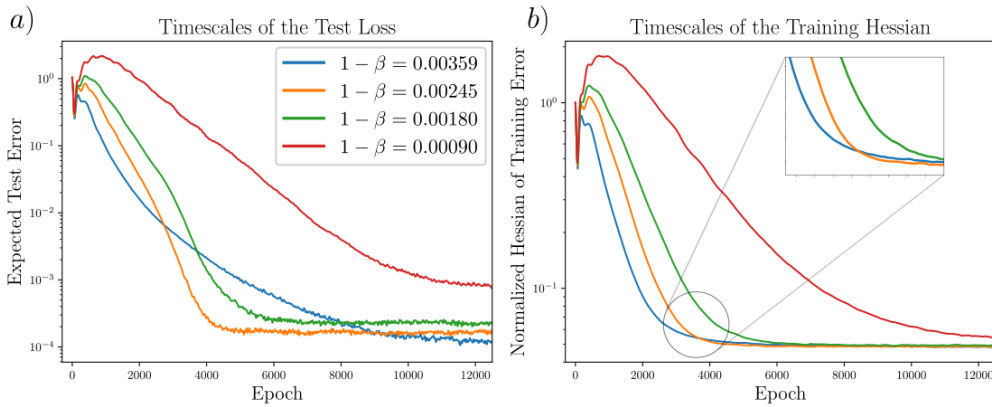 a)
Timescales of the Test Loss
Expected Test Error
10^0
10^{-1}
10^{-2}
10^{-3}
10^{-4}
1 − β = 0.00359
1 − β = 0.00245
1 − β = 0.00180
1 − β = 0.00090
0 2000 4000 6000 8000 10000 12000
Epoch
b)
Timescales of the Training Hessian
Normalized Hessian of Training Error
10^0
10^{-1}
0 2000 4000 6000 8000 10000 12000
Epoch